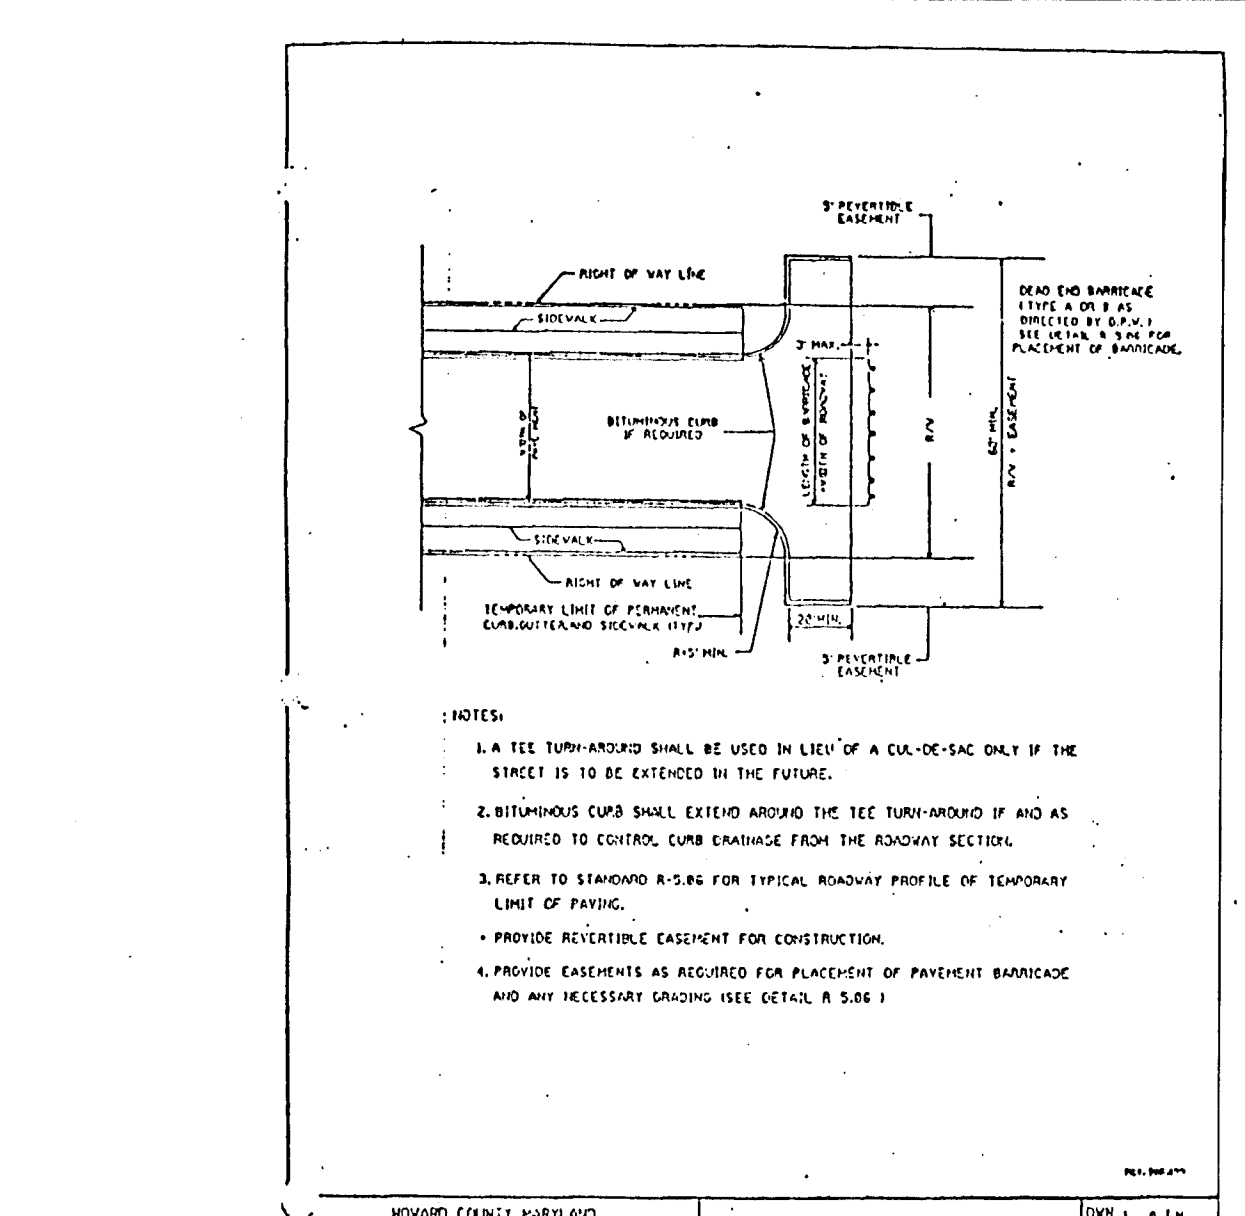 REVERTIBLE
EASEMENT
RIGHT OF WAY LINE
SIDEWALK
DEAD END BARRICADE
(TYPE A OR B AS
DIRECTED BY D.P.W.)
SEE DETAIL R 5.06 FOR
PLACEMENT OF BARRICADE.
3' MAX.
LENGTH OF BARRICADE
WIDTH OF ROADWAY
BITUMINOUS CURB
IF REQUIRED
WIDTH OF
PAVEMENT
R/W
60' MIN.
R/W + EASEMENT
SIDEWALK
RIGHT OF WAY LINE
TEMPORARY LIMIT OF PERMANENT
CURB, GUTTER, AND SIDEWALK (TYP.)
20' MIN.
R=5' MIN.
5' REVERTIBLE
EASEMENT
NOTES:
1. A TEE TURN-AROUND SHALL BE USED IN LIEU OF A CUL-DE-SAC ONLY IF THE
STREET IS TO BE EXTENDED IN THE FUTURE.
2. BITUMINOUS CURB SHALL EXTEND AROUND THE TEE TURN-AROUND IF AND AS
REQUIRED TO CONTROL CURB DRAINAGE FROM THE ROADWAY SECTION.
3. REFER TO STANDARD R-5.06 FOR TYPICAL ROADWAY PROFILE OF TEMPORARY
LIMIT OF PAVING.
• PROVIDE REVERTIBLE EASEMENT FOR CONSTRUCTION.
4. PROVIDE EASEMENTS AS REQUIRED FOR PLACEMENT OF PAVEMENT BARRICADE
AND ANY NECESSARY GRADING (SEE DETAIL R 5.06 )
HOWARD COUNTY MARYLAND
DWN :